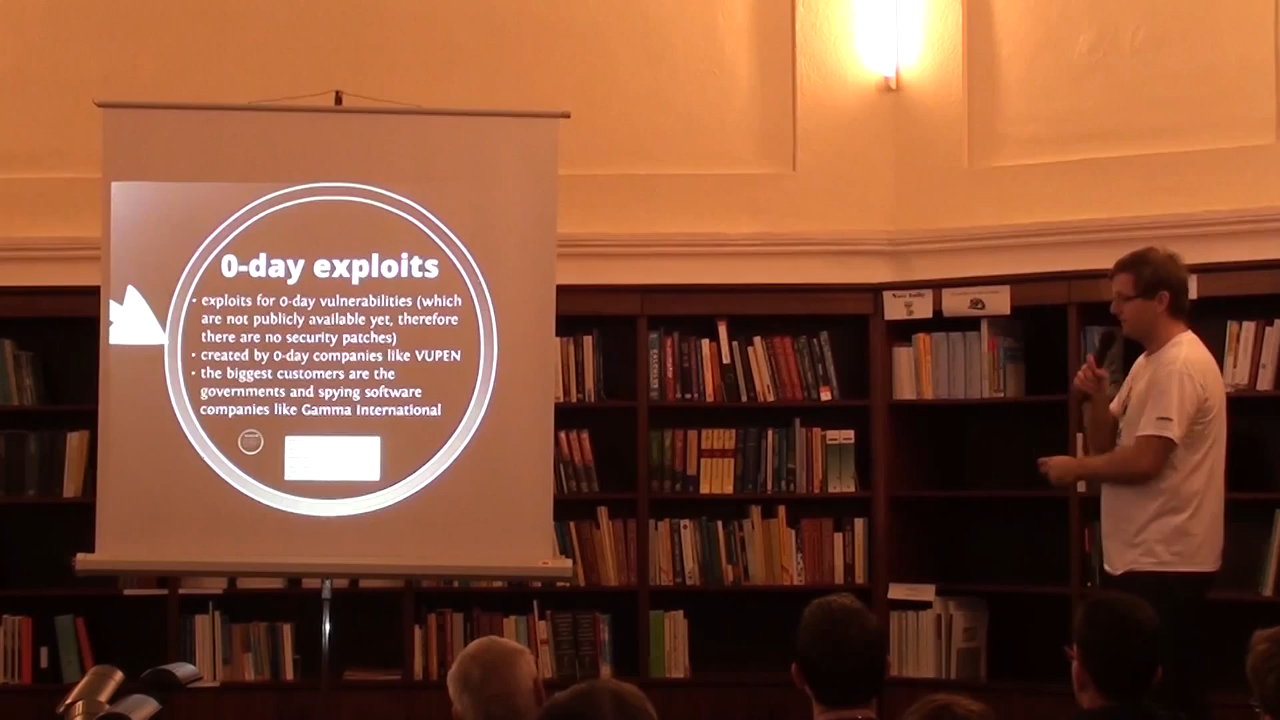 0-day exploits
• exploits for 0-day vulnerabilities (which
are not publicly available yet, therefore
there are no security patches)
• created by 0-day companies like VUPEN
• the biggest customers are the
governments and spying software
companies like Gamma International